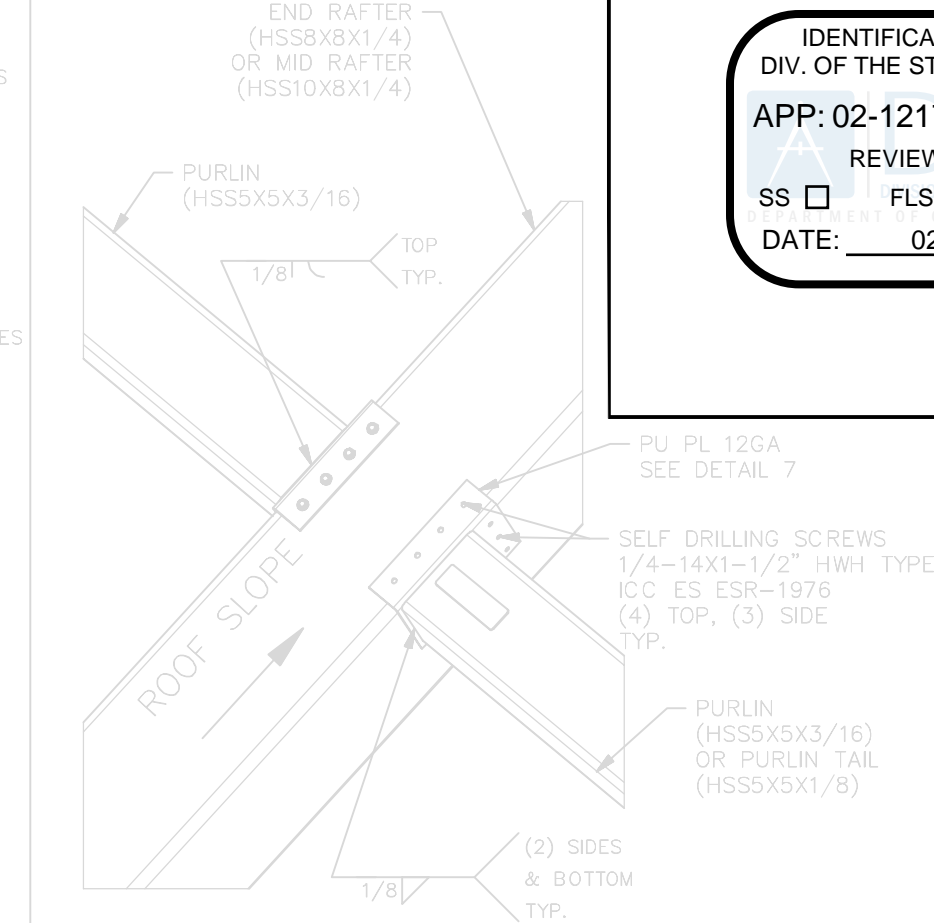 END RAFTER
(HSS8X8X1/4)
OR MID RAFTER
(HSS10X8X1/4)
S
PURLIN
(HSS5X5X3/16)
TOP
1/8
TYP.
ES
IDENTIFICA
DIV. OF THE ST
APP: 02-121
REVIEW
SS FLS
DEPARTMENT OF
DATE: 02
PU PL 12GA
SEE DETAIL 7
SELF DRILLING SCREWS
1/4-14X1-1/2" HWH TYPE
ICC ES ESR-1976
(4) TOP, (3) SIDE
TYP.
ROOF SLOPE
PURLIN
(HSS5X5X3/16)
OR PURLIN TAIL
(HSS5X5X1/8)
(2) SIDES
& BOTTOM
1/8
TYP.